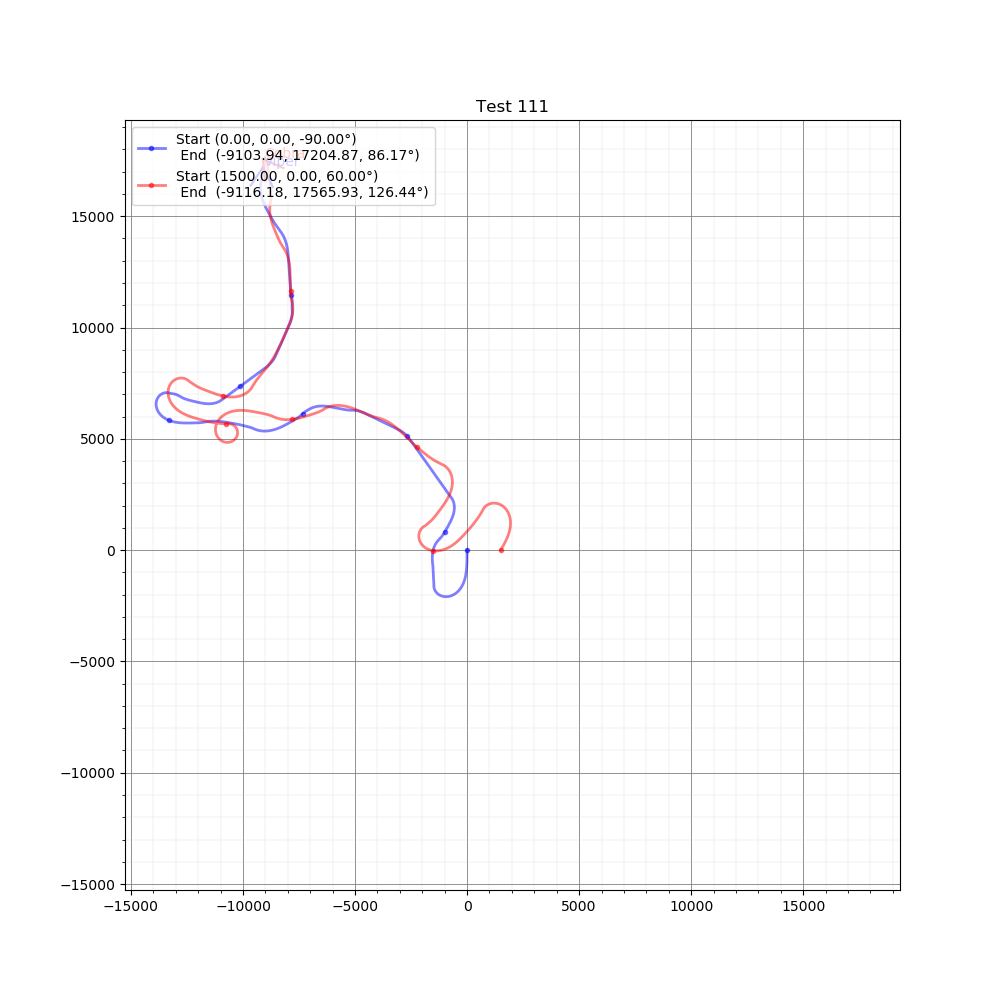 Test 111
Start (0.00, 0.00, -90.00°)
End (-9103.94, 17204.87, 86.17°)
Start (1500.00, 0.00, 60.00°)
End (-9116.18, 17565.93, 126.44°)
15000
10000
5000
0
−5000
−10000
−15000
−15000 −10000 −5000 0 5000 10000 15000